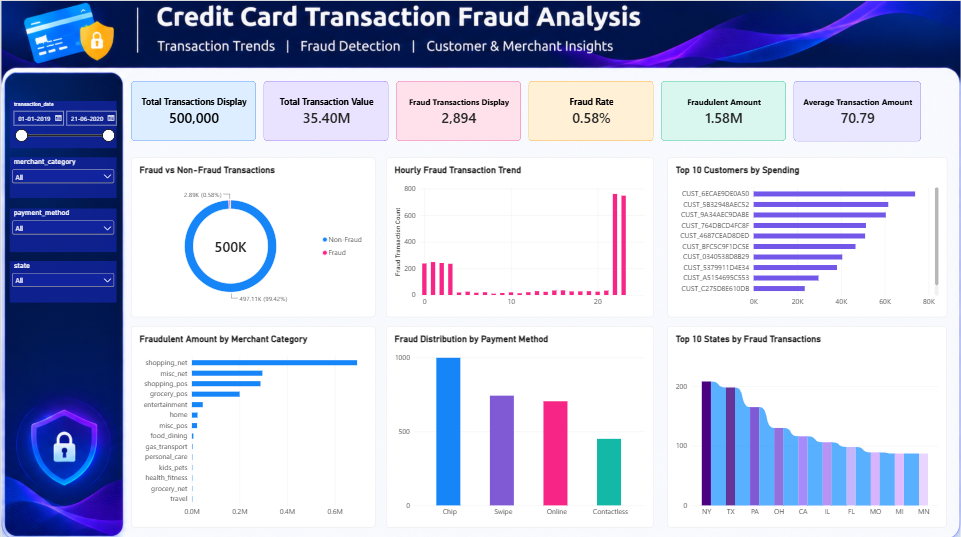 Credit Card Transaction Fraud Analysis
Transaction Trends | Fraud Detection | Customer & Merchant Insights
transaction_date
01-01-2019 21-06-2020
merchant_category
All
payment_method
All
state
All
Total Transactions Display
500,000
Total Transaction Value
35.40M
Fraud Transactions Display
2,894
Fraud Rate
0.58%
Fraudulent Amount
1.58M
Average Transaction Amount
70.79
Fraud vs Non-Fraud Transactions
2.89K (0.58%)
500K
Non-Fraud
Fraud
497.11K (99.42%)
Hourly Fraud Transaction Trend
Fraud Transaction Count
800
600
400
200
0
0 10 20
Top 10 Customers by Spending
CUST_6ECAE9DE0A50
CUST_5B32948AEC52
CUST_9A34AEC9DABE
CUST_764DBCD4FC8F
CUST_4687CEAD8DED
CUST_BFC5C9F1DC5E
CUST_0340538D8B29
CUST_5379911D4E34
CUST_A5154695C553
CUST_C275D8E610DB
0K 20K 40K 60K 80K
Fraudulent Amount by Merchant Category
shopping_net
misc_net
shopping_pos
grocery_pos
entertainment
home
misc_pos
food_dining
gas_transport
personal_care
kids_pets
health_fitness
grocery_net
travel
0.0M 0.2M 0.4M 0.6M
Fraud Distribution by Payment Method
1000
500
0
Chip Swipe Online Contactless
Top 10 States by Fraud Transactions
200
100
0
NY TX PA OH CA IL FL MO MI MN